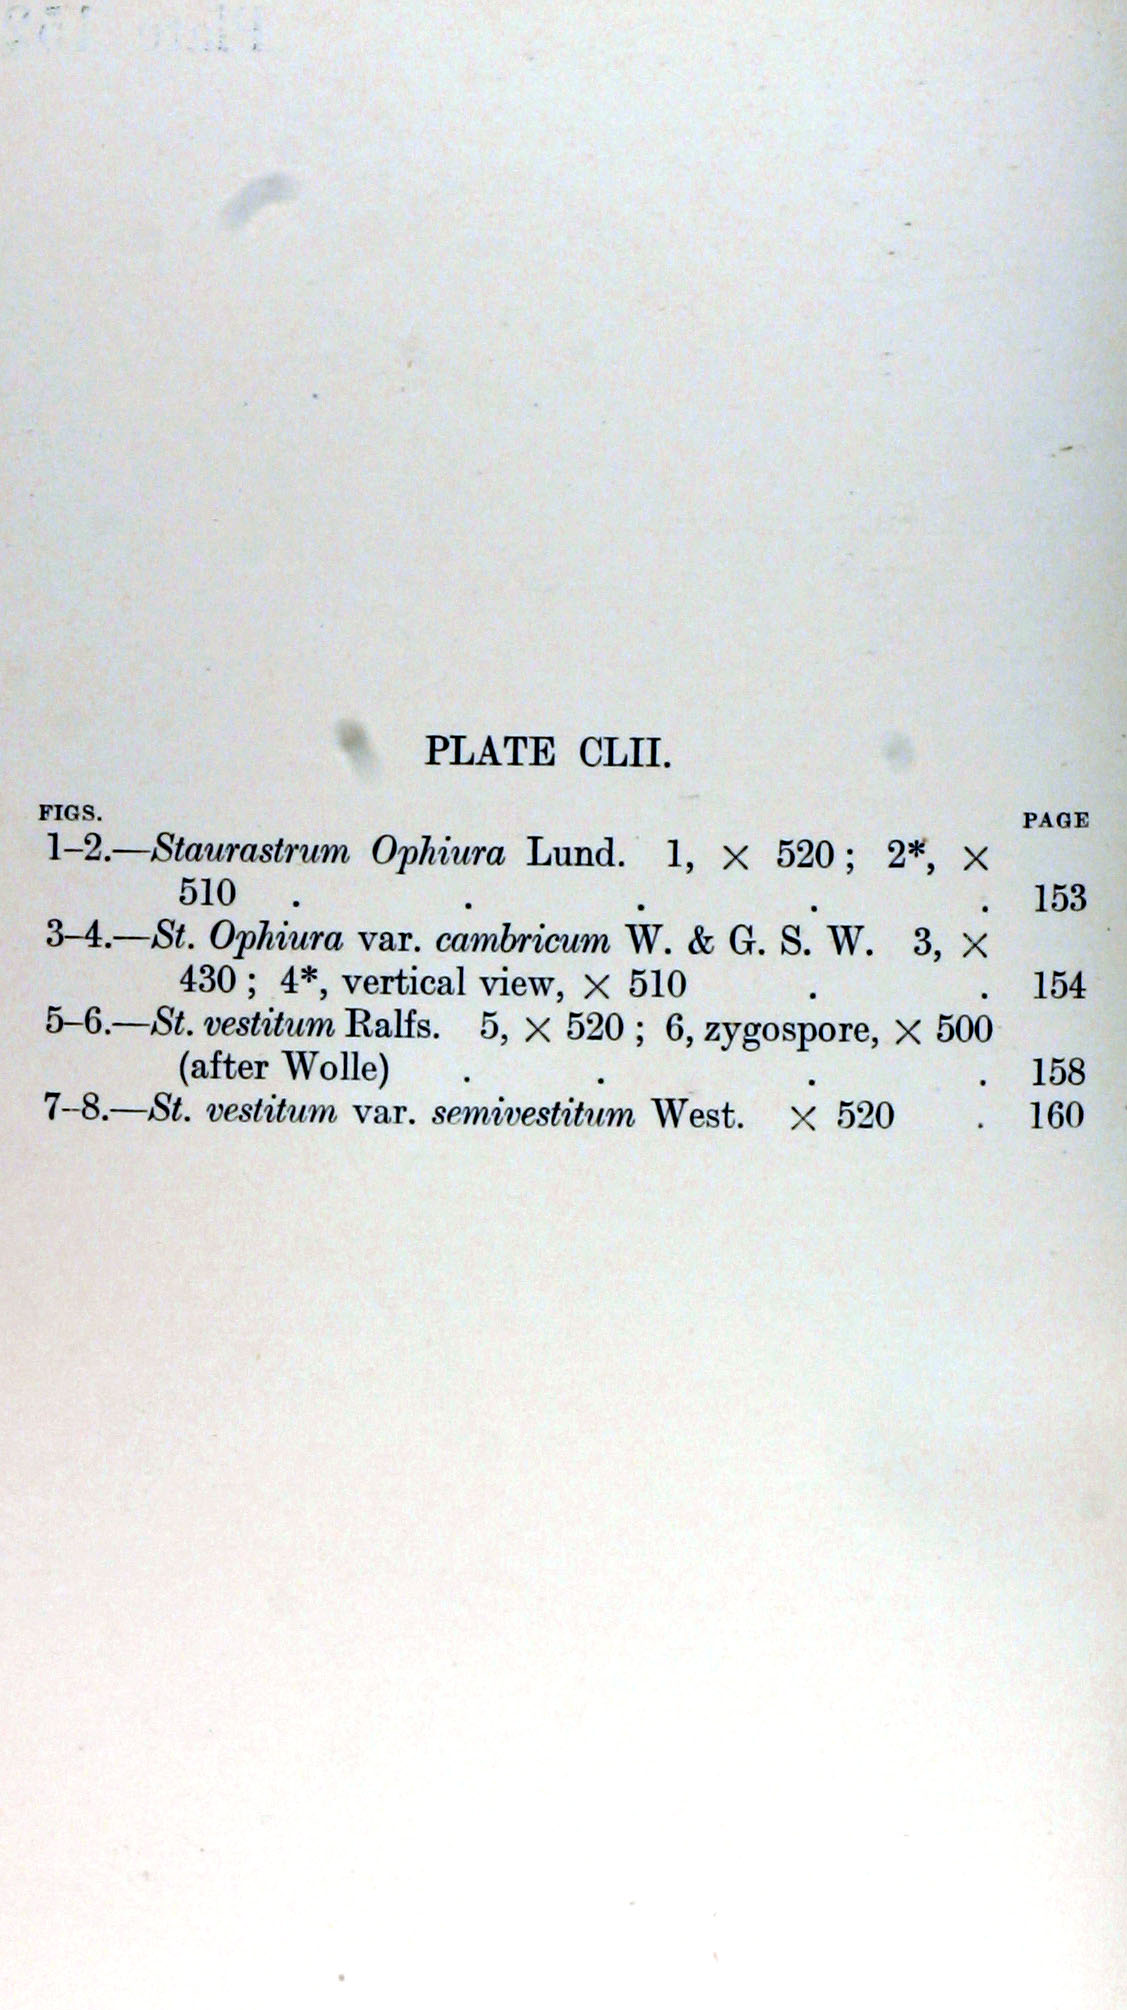 PLATE CLII.
FIGS. PAGE
1–2.—Staurastrum Ophiura Lund. 1, × 520 ; 2*, ×
510 . . . . . 153
3–4.—St. Ophiura var. cambricum W. & G. S. W. 3, ×
430 ; 4*, vertical view, × 510 . . 154
5–6.—St. vestitum Ralfs. 5, × 520 ; 6, zygospore, × 500
(after Wolle) . . . . 158
7–8.—St. vestitum var. semivestitum West. × 520 . 160